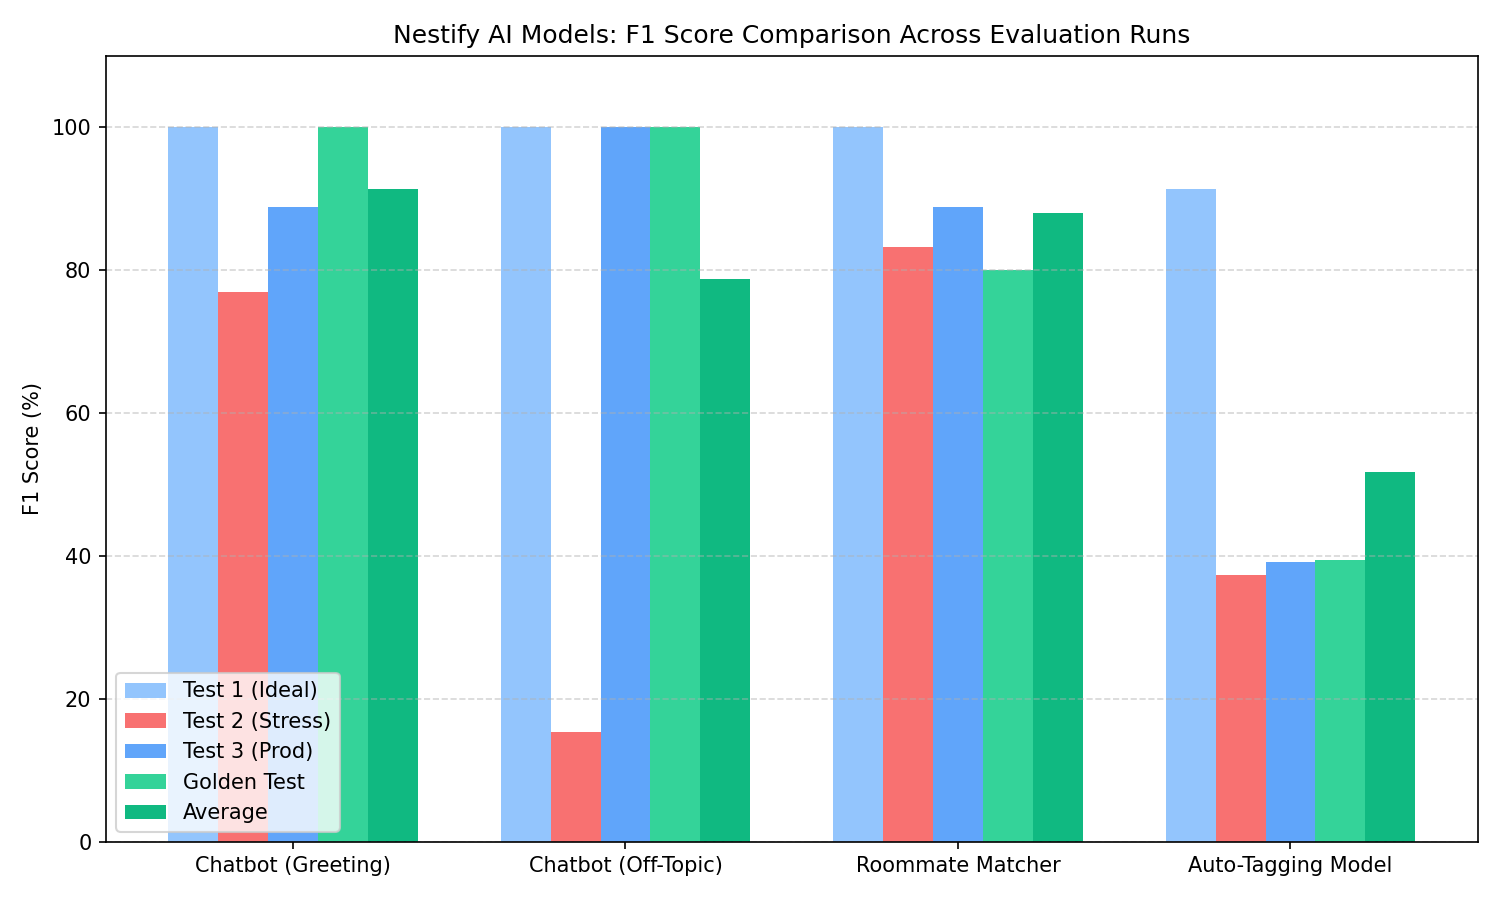 Nestify AI Models: F1 Score Comparison Across Evaluation Runs
F1 Score (%)
100
80
60
40
20
0
Test 1 (Ideal)
Test 2 (Stress)
Test 3 (Prod)
Golden Test
Average
Chatbot (Greeting)
Chatbot (Off-Topic)
Roommate Matcher
Auto-Tagging Model